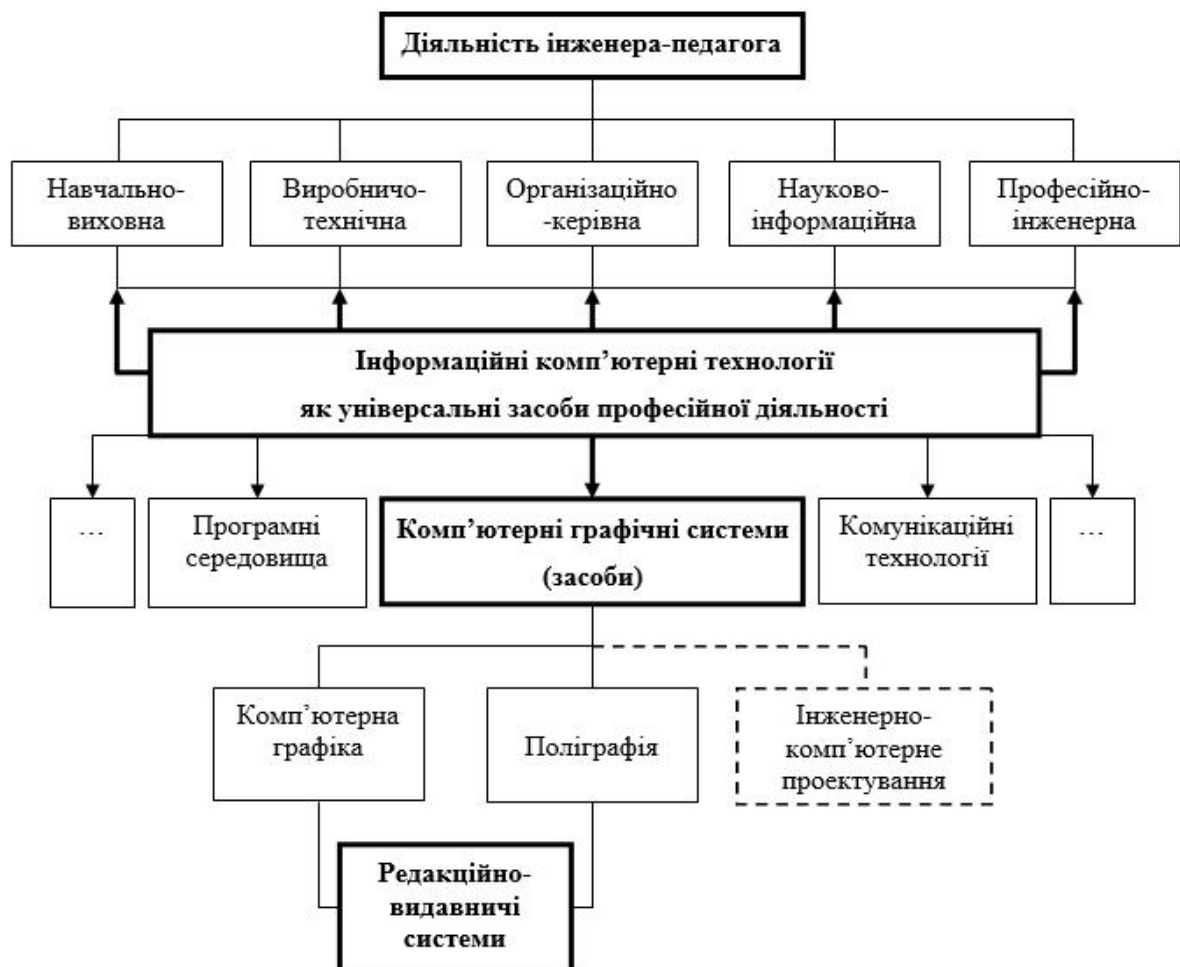 Діяльність інженера-педагога
Навчально-
виховна
Виробничо-
технічна
Організаційно
-керівна
Науково-
інформаційна
Професійно-
інженерна
Інформаційні комп’ютерні технології
як універсальні засоби професійної діяльності
…
Програмні
середовища
Комп’ютерні графічні системи
(засоби)
Комунікаційні
технології
…
Комп’ютерна
графіка
Поліграфія
Інженерно-
комп’ютерне
проектування
Редакційно-
видавничі
системи